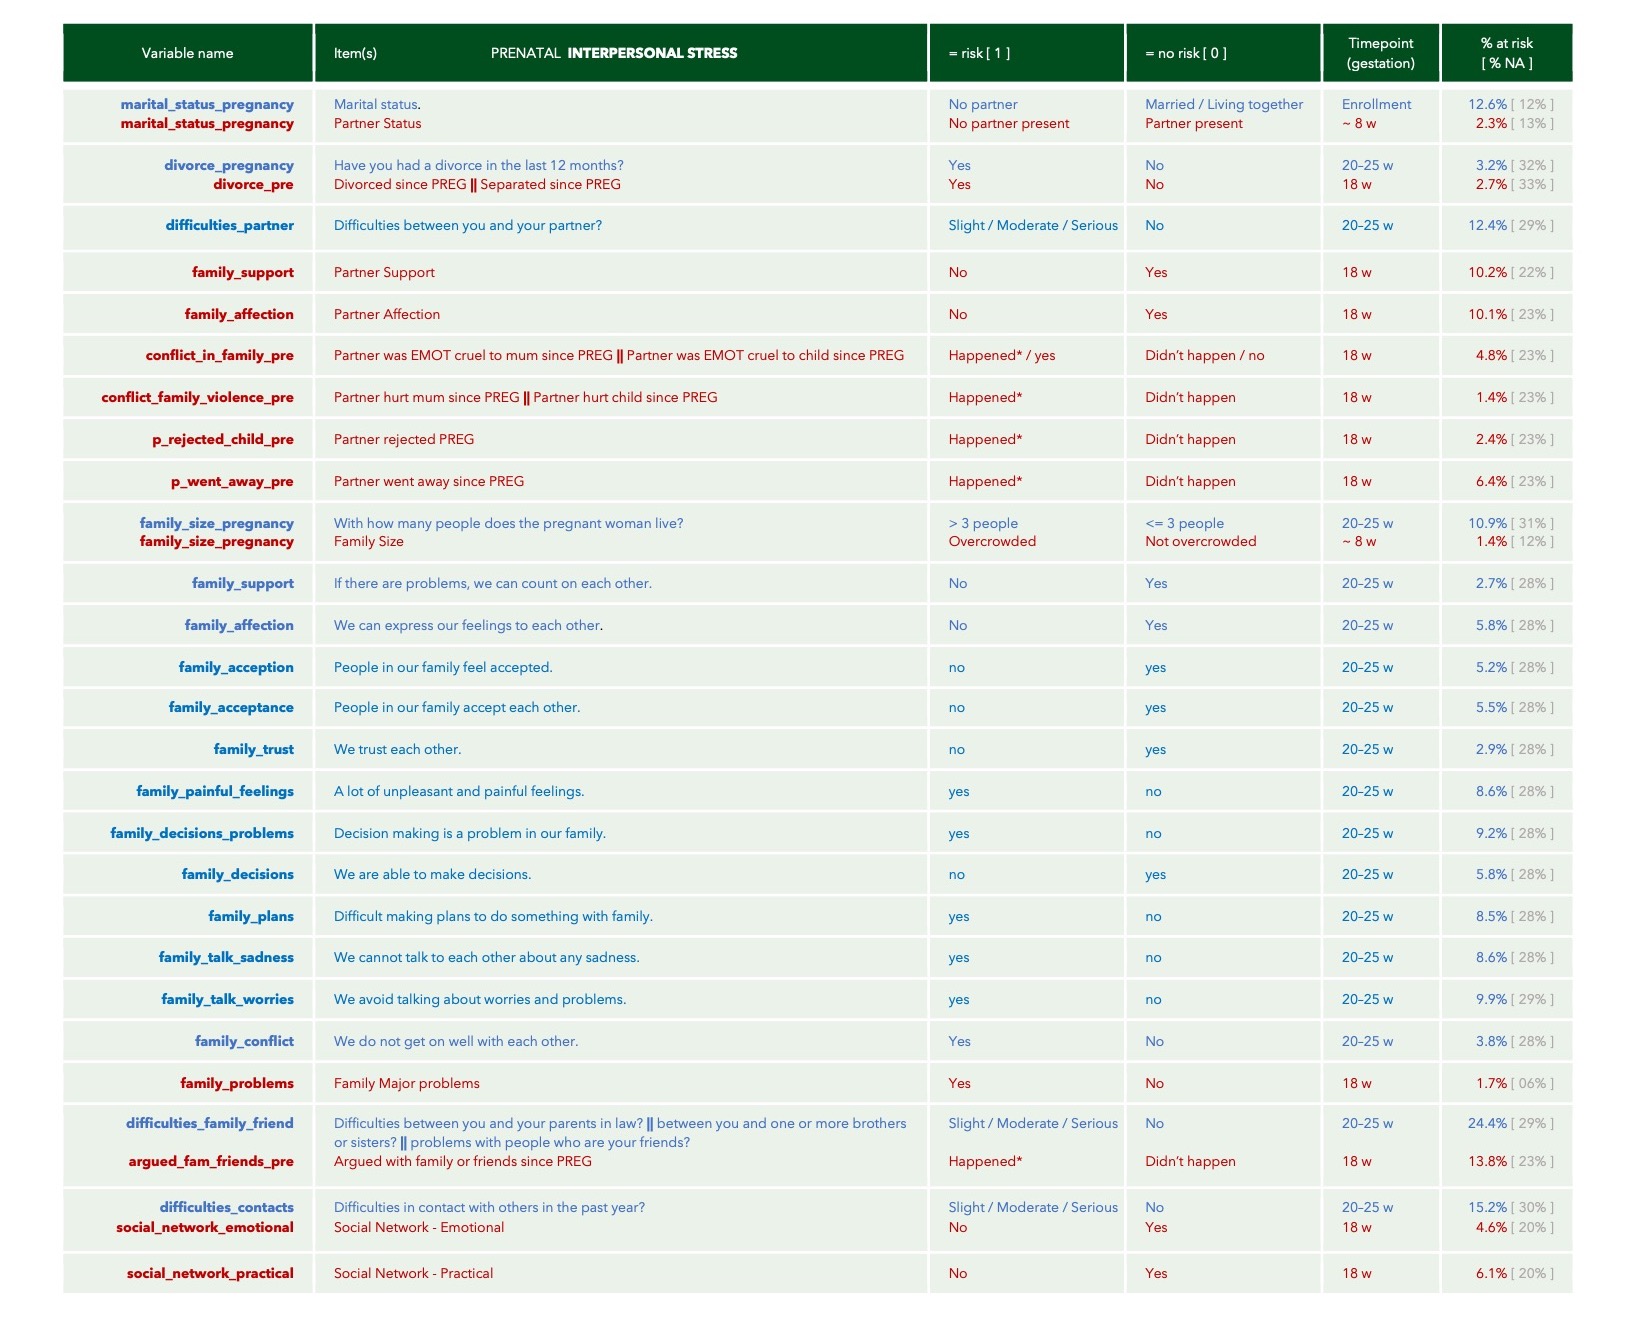 Variable name Item(s) PRENATAL INTERPERSONAL STRESS = risk [ 1 ] = no risk [ 0 ] Timepoint (gestation) % at risk [ % NA ]
marital_status_pregnancy Marital status. No partner Married / Living together Enrollment 12.6% [ 12% ]
marital_status_pregnancy Partner Status No partner present Partner present ~ 8 w 2.3% [ 13% ]
divorce_pregnancy Have you had a divorce in the last 12 months? Yes No 20–25 w 3.2% [ 32% ]
divorce_pre Divorced since PREG || Separated since PREG Yes No 18 w 2.7% [ 33% ]
difficulties_partner Difficulties between you and your partner? Slight / Moderate / Serious No 20–25 w 12.4% [ 29% ]
family_support Partner Support No Yes 18 w 10.2% [ 22% ]
family_affection Partner Affection No Yes 18 w 10.1% [ 23% ]
conflict_in_family_pre Partner was EMOT cruel to mum since PREG || Partner was EMOT cruel to child since PREG Happened* / yes Didn't happen / no 18 w 4.8% [ 23% ]
conflict_family_violence_pre Partner hurt mum since PREG || Partner hurt child since PREG Happened* Didn't happen 18 w 1.4% [ 23% ]
p_rejected_child_pre Partner rejected PREG Happened* Didn't happen 18 w 2.4% [ 23% ]
p_went_away_pre Partner went away since PREG Happened* Didn't happen 18 w 6.4% [ 23% ]
family_size_pregnancy With how many people does the pregnant woman live? > 3 people <= 3 people 20–25 w 10.9% [ 31% ]
family_size_pregnancy Family Size Overcrowded Not overcrowded ~ 8 w 1.4% [ 12% ]
family_support If there are problems, we can count on each other. No Yes 20–25 w 2.7% [ 28% ]
family_affection We can express our feelings to each other. No Yes 20–25 w 5.8% [ 28% ]
family_acception People in our family feel accepted. no yes 20–25 w 5.2% [ 28% ]
family_acceptance People in our family accept each other. no yes 20–25 w 5.5% [ 28% ]
family_trust We trust each other. no yes 20–25 w 2.9% [ 28% ]
family_painful_feelings A lot of unpleasant and painful feelings. yes no 20–25 w 8.6% [ 28% ]
family_decisions_problems Decision making is a problem in our family. yes no 20–25 w 9.2% [ 28% ]
family_decisions We are able to make decisions. no yes 20–25 w 5.8% [ 28% ]
family_plans Difficult making plans to do something with family. yes no 20–25 w 8.5% [ 28% ]
family_talk_sadness We cannot talk to each other about any sadness. yes no 20–25 w 8.6% [ 28% ]
family_talk_worries We avoid talking about worries and problems. yes no 20–25 w 9.9% [ 29% ]
family_conflict We do not get on well with each other. Yes No 20–25 w 3.8% [ 28% ]
family_problems Family Major problems Yes No 18 w 1.7% [ 06% ]
difficulties_family_friend Difficulties between you and your parents in law? || between you and one or more brothers Slight / Moderate / Serious No 20–25 w 24.4% [ 29% ]
or sisters? || problems with people who are your friends?
argued_fam_friends_pre Argued with family or friends since PREG Happened* Didn't happen 18 w 13.8% [ 23% ]
difficulties_contacts Difficulties in contact with others in the past year? Slight / Moderate / Serious No 20–25 w 15.2% [ 30% ]
social_network_emotional Social Network - Emotional No Yes 18 w 4.6% [ 20% ]
social_network_practical Social Network - Practical No Yes 18 w 6.1% [ 20% ]